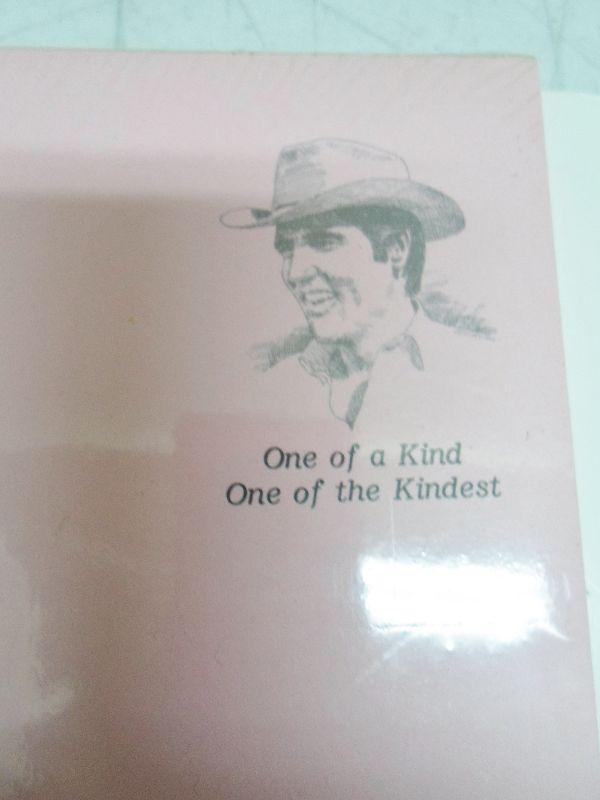 One of a Kind
One of the Kindest